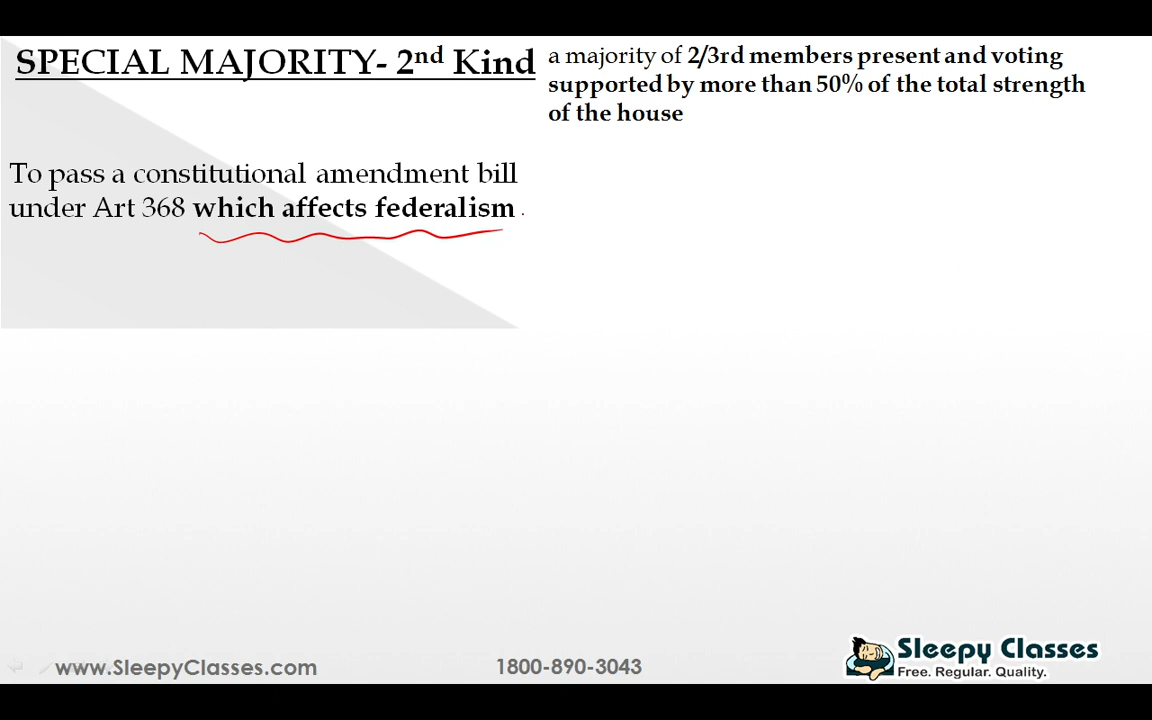 SPECIAL MAJORITY- 2nd Kind
a majority of 2/3rd members present and voting
supported by more than 50% of the total strength
of the house
To pass a constitutional amendment bill
under Art 368 which affects federalism .
www.SleepyClasses.com
1800-890-3043
Sleepy Classes
Free. Regular. Quality.